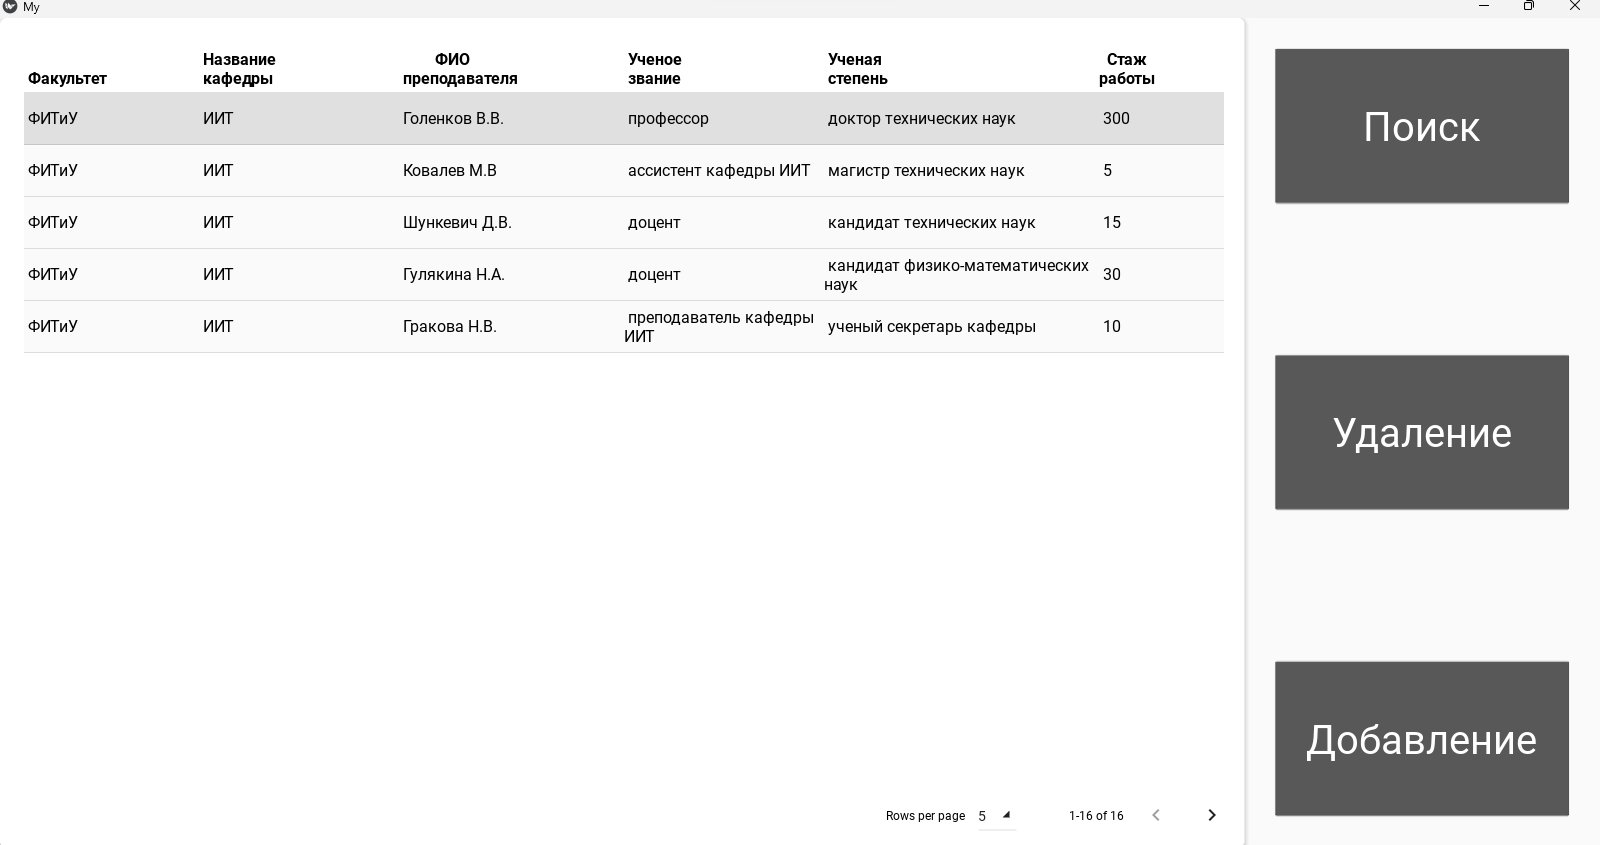 My
Факультет Название кафедры ФИО преподавателя Ученое звание Ученая степень Стаж работы
ФИТиУ ИИТ Голенков В.В. профессор доктор технических наук 300
ФИТиУ ИИТ Ковалев М.В ассистент кафедры ИИТ магистр технических наук 5
ФИТиУ ИИТ Шункевич Д.В. доцент кандидат технических наук 15
ФИТиУ ИИТ Гулякина Н.А. доцент кандидат физико-математических наук 30
ФИТиУ ИИТ Гракова Н.В. преподаватель кафедры ИИТ ученый секретарь кафедры 10
Rows per page 5 1-16 of 16
Поиск
Удаление
Добавление